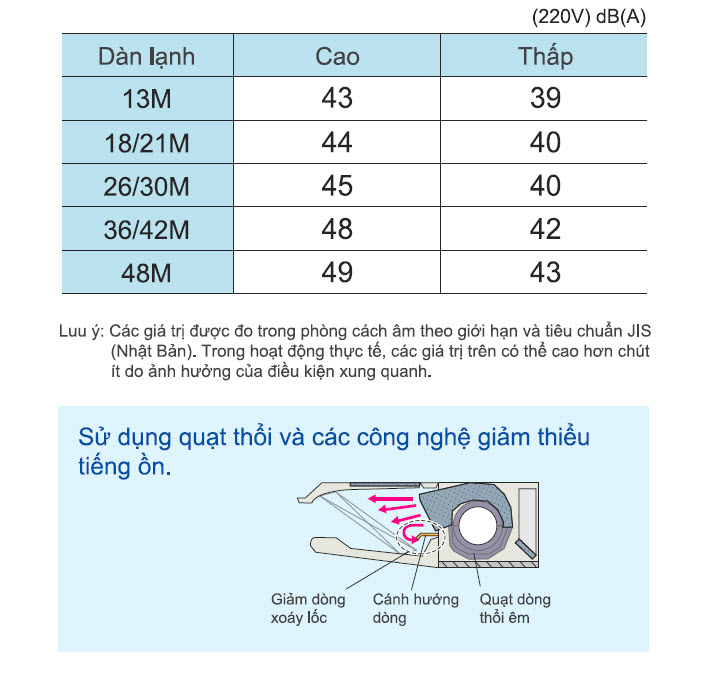 (220V) dB(A)
Dàn lạnh Cao Thấp
13M 43 39
18/21M 44 40
26/30M 45 40
36/42M 48 42
48M 49 43
Luu ý: Các giá trị được đo trong phòng cách âm theo giới hạn và tiêu chuẩn JIS
(Nhật Bản). Trong hoạt động thực tế, các giá trị trên có thể cao hơn chút
ít do ảnh hưởng của điều kiện xung quanh.
Sử dụng quạt thổi và các công nghệ giảm thiểu
tiếng ồn.
Giảm dòng Cánh hướng Quạt dòng
xoáy lốc dòng thổi êm